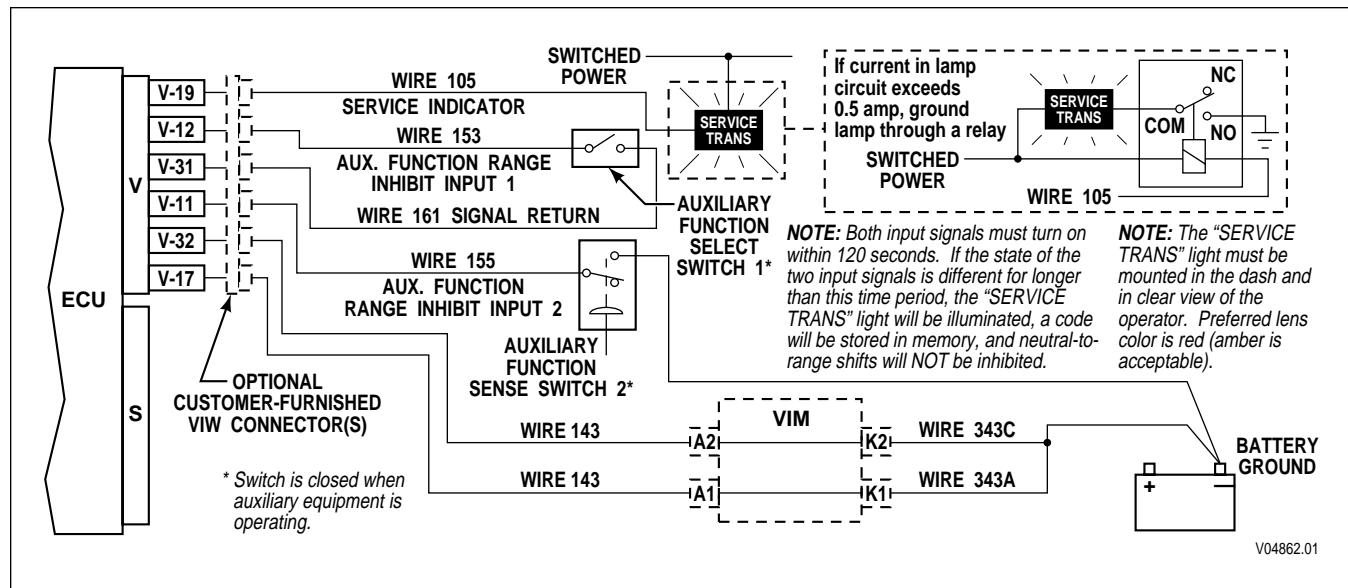 ECU
V
S
V-19
V-12
V-31
V-11
V-32
V-17
WIRE 105
SERVICE INDICATOR
WIRE 153
AUX. FUNCTION RANGE
INHIBIT INPUT 1
WIRE 161 SIGNAL RETURN
WIRE 155
AUX. FUNCTION
RANGE INHIBIT INPUT 2
SWITCHED
POWER
SERVICE
TRANS
AUXILIARY
FUNCTION
SELECT
SWITCH 1*
AUXILIARY
FUNCTION
SENSE SWITCH 2*
If current in lamp
circuit exceeds
0.5 amp, ground
lamp through a relay
SERVICE
TRANS
NC
COM
NO
SWITCHED
POWER
WIRE 105
NOTE: Both input signals must turn on
within 120 seconds. If the state of the
two input signals is different for longer
than this time period, the “SERVICE
TRANS” light will be illuminated, a code
will be stored in memory, and neutral-to-
range shifts will NOT be inhibited.
NOTE: The “SERVICE
TRANS” light must be
mounted in the dash and
in clear view of the
operator. Preferred lens
color is red (amber is
acceptable).
OPTIONAL
CUSTOMER-FURNISHED
VIW CONNECTOR(S)
* Switch is closed when
auxiliary equipment is
operating.
WIRE 143
A2
VIM
K2
WIRE 343C
WIRE 143
A1
K1
WIRE 343A
BATTERY
GROUND
+
–
V04862.01